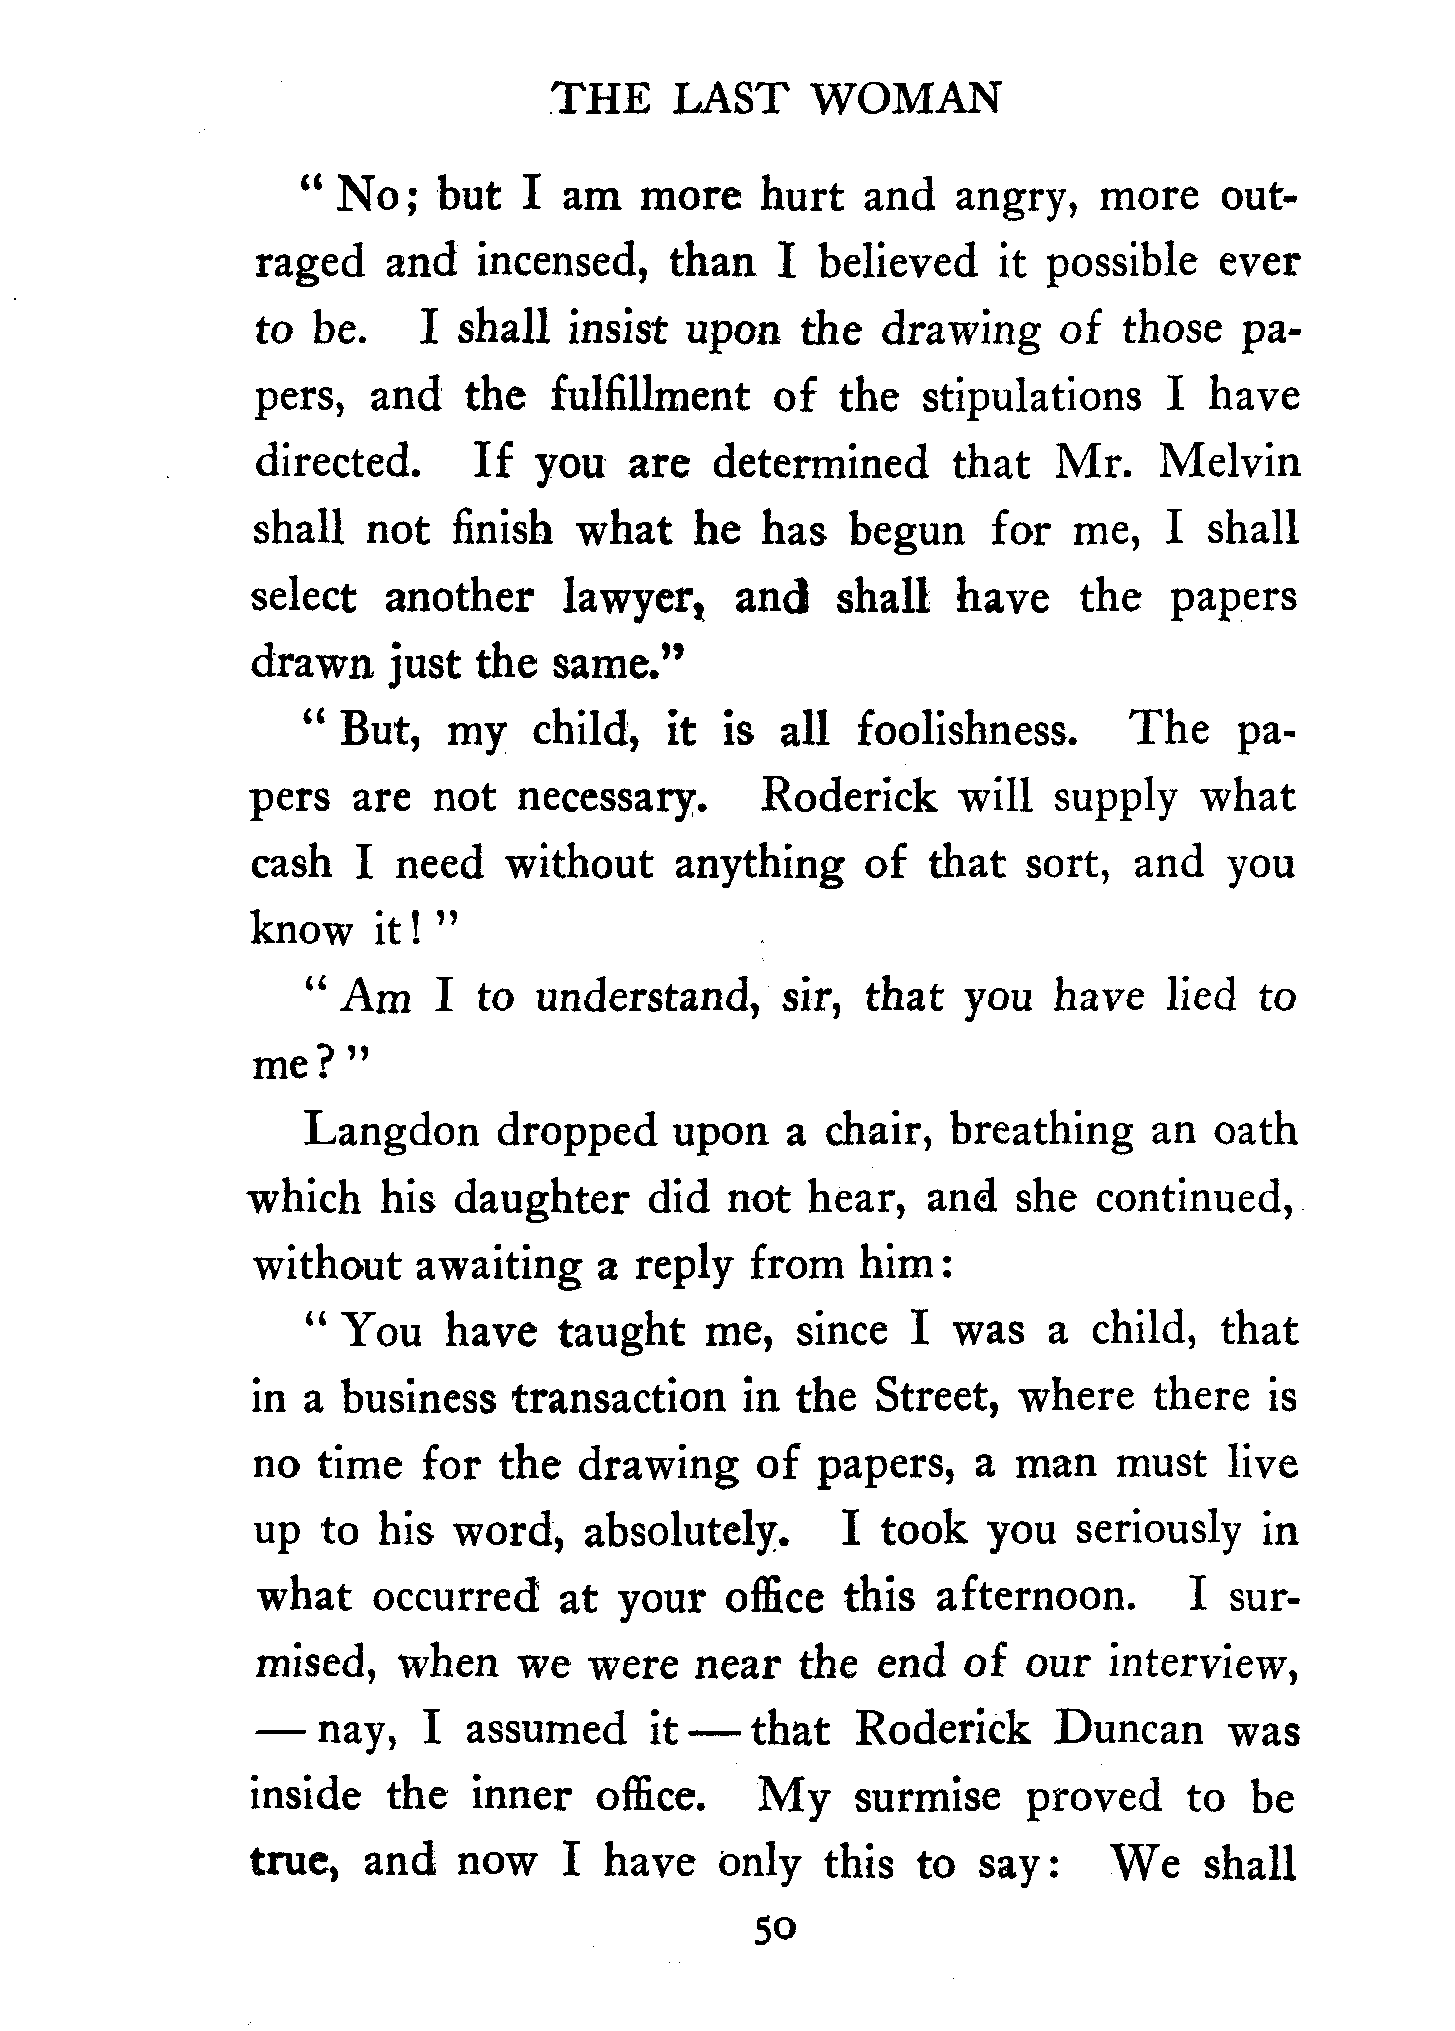 THE LAST WOMAN
" No; but I am more hurt and angry, more out-
raged and incensed, than I believed it possible ever
to be. I shall insist upon the drawing of those pa-
pers, and the fulfillment of the stipulations I have
directed. If you are determined that Mr. Melvin
shall not finish what he has begun for me, I shall
select another lawyer, and shall have the papers
drawn just the same."
" But, my child, it is all foolishness. The pa-
pers are not necessary. Roderick will supply what
cash I need without anything of that sort, and you
know it! "
" Am I to understand, sir, that you have lied to
me? "
Langdon dropped upon a chair, breathing an oath
which his daughter did not hear, and she continued,
without awaiting a reply from him:
" You have taught me, since I was a child, that
in a business transaction in the Street, where there is
no time for the drawing of papers, a man must live
up to his word, absolutely. I took you seriously in
what occurred at your office this afternoon. I sur-
mised, when we were near the end of our interview,
— nay, I assumed it — that Roderick Duncan was
inside the inner office. My surmise proved to be
true, and now I have only this to say: We shall
50